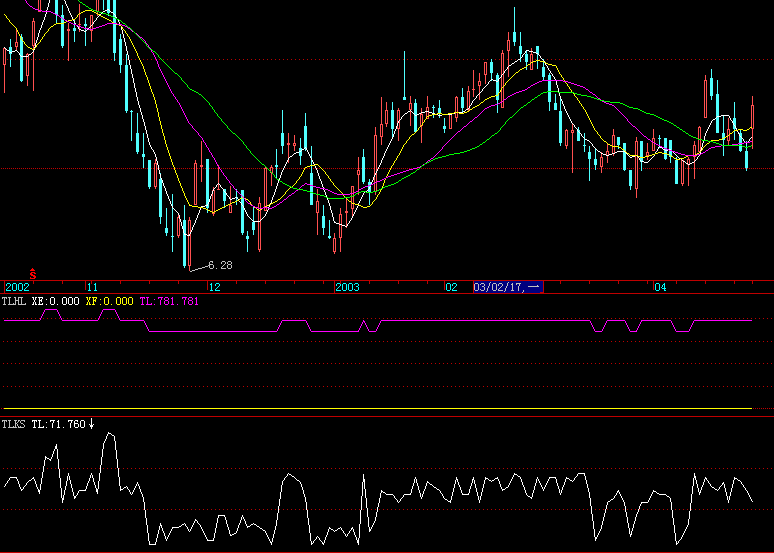 6.28
S
2002 11 12 2003 02 03/02/17,一 04
TLHL XE:0.000 XF:0.000 TL:781.781
TLKS TL:71.760↓